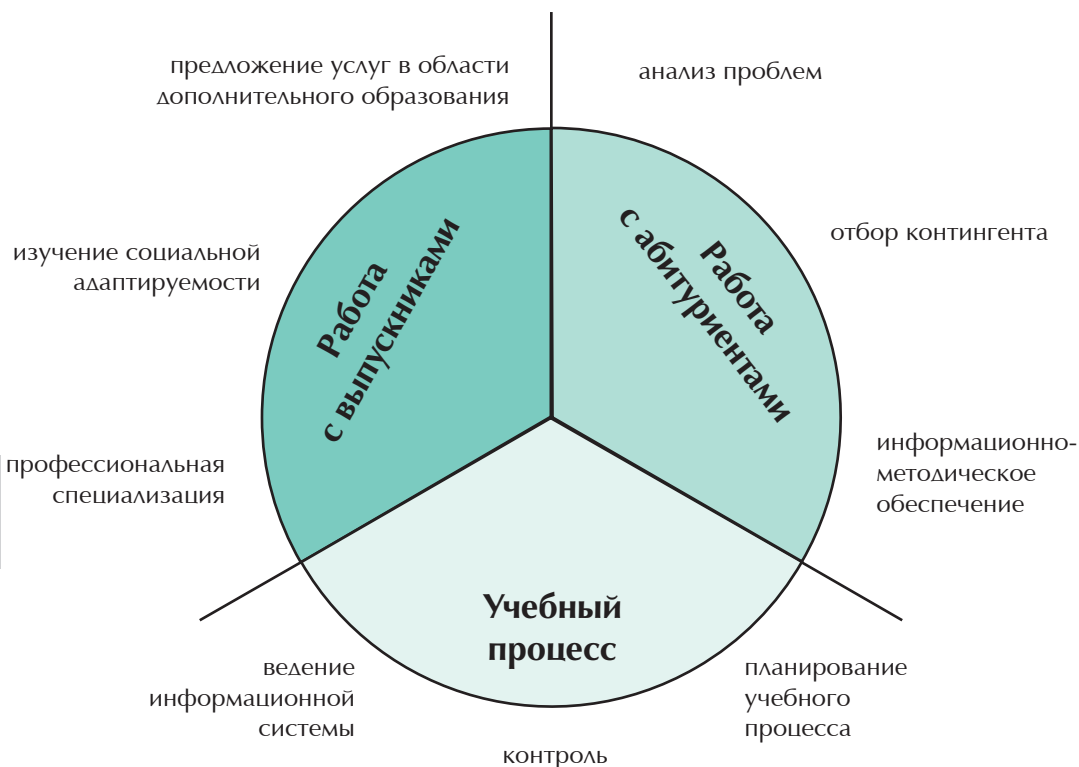 предложение услуг в области
дополнительного образования
анализ проблем
изучение социальной
адаптируемости
Работа
с выпускниками
Работа
с абитуриентами
отбор контингента
профессиональная
специализация
информационно-
методическое
обеспечение
Учебный
процесс
ведение
информационной
системы
контроль
планирование
учебного
процесса